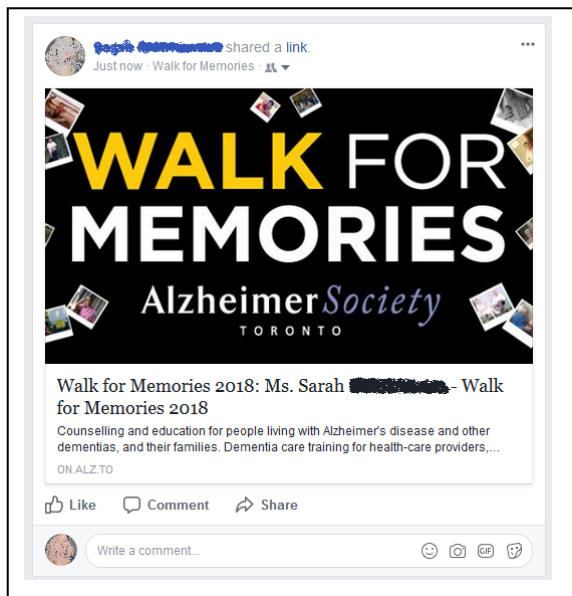 shared a link.
Just now · Walk for Memories ·
WALK FOR
MEMORIES
Alzheimer Society
TORONTO
Walk for Memories 2018: Ms. Sarah - Walk
for Memories 2018
Counselling and education for people living with Alzheimer's disease and other
dementias, and their families. Dementia care training for health-care providers,...
ON.ALZ.TO
Like Comment Share
Write a comment... GIF